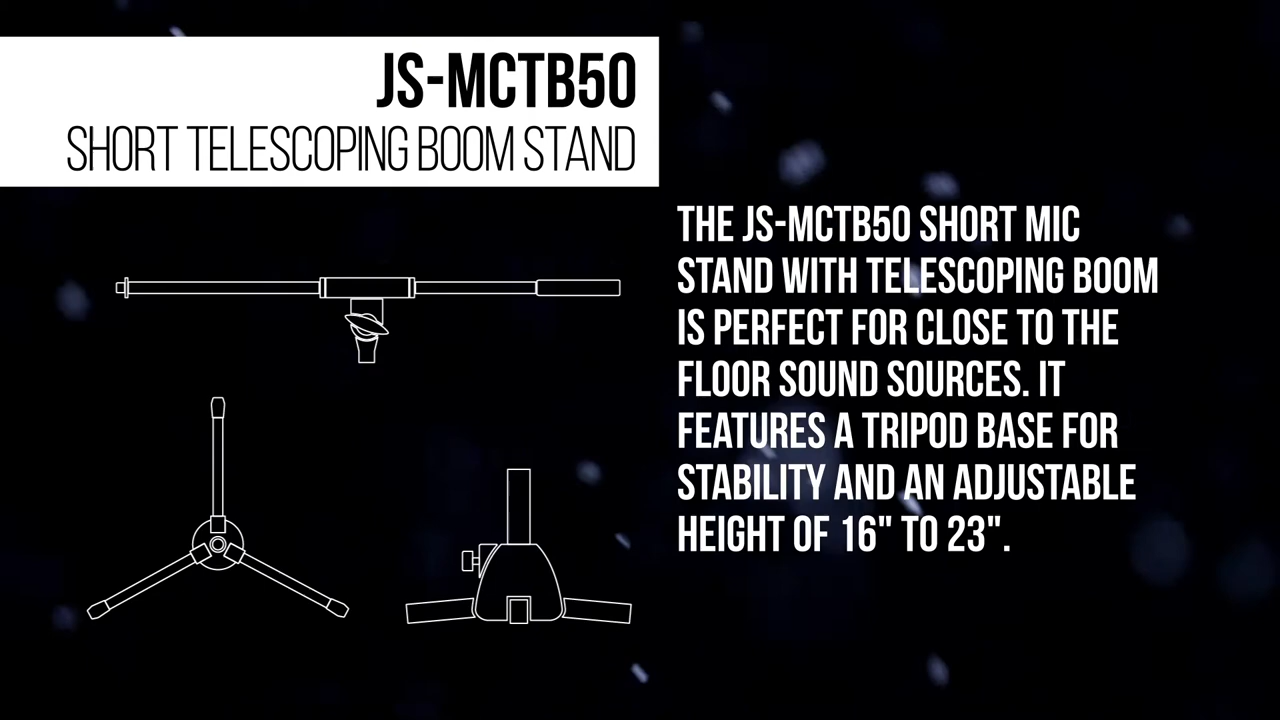 JS-MCTB50
SHORT TELESCOPING BOOM STAND
THE JS-MCTB50 SHORT MIC
STAND WITH TELESCOPING BOOM
IS PERFECT FOR CLOSE TO THE
FLOOR SOUND SOURCES. IT
FEATURES A TRIPOD BASE FOR
STABILITY AND AN ADJUSTABLE
HEIGHT OF 16" TO 23".